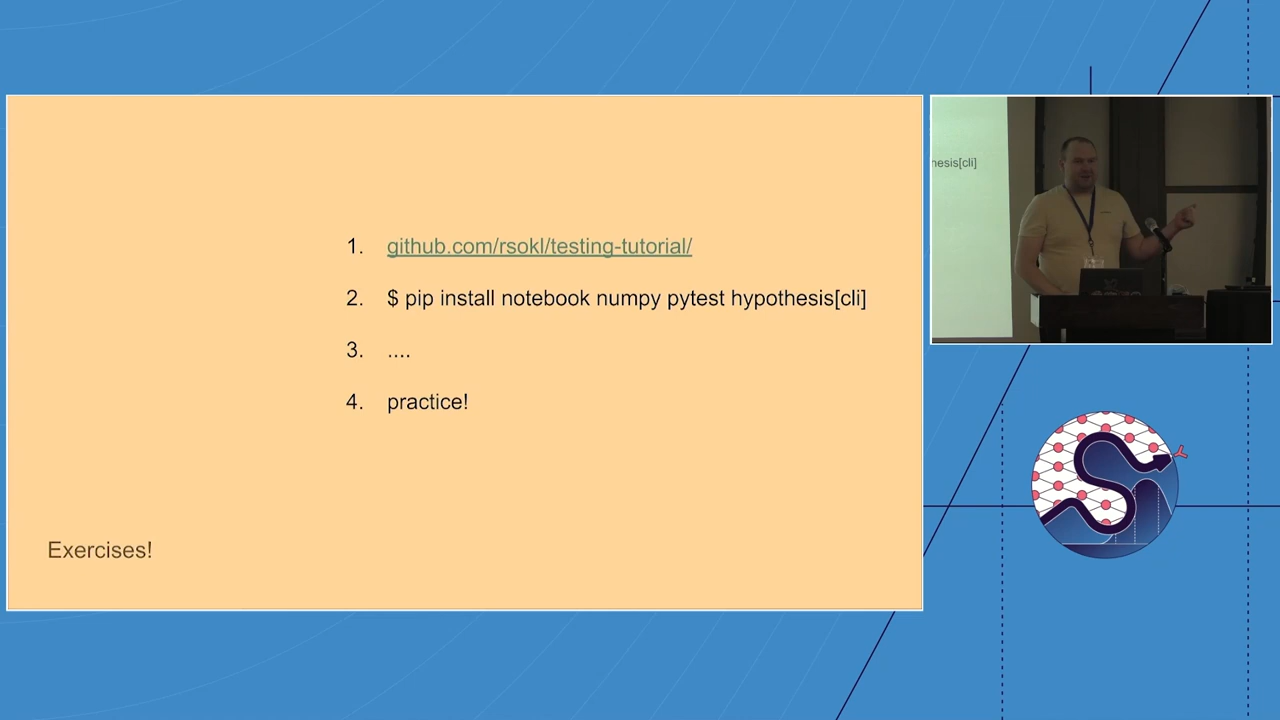 1. github.com/rsokl/testing-tutorial/
2. $ pip install notebook numpy pytest hypothesis[cli]
3. ....
4. practice!
Exercises!
hesis[cli]